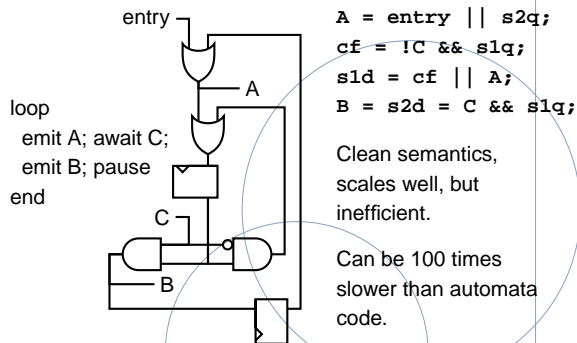 entry
A
loop
emit A; await C;
emit B; pause
end
C
B
A = entry || s2q;
cf = !C && s1q;
s1d = cf || A;
B = s2d = C && s1q;
Clean semantics,
scales well, but
inefficient.
Can be 100 times
slower than automata
code.